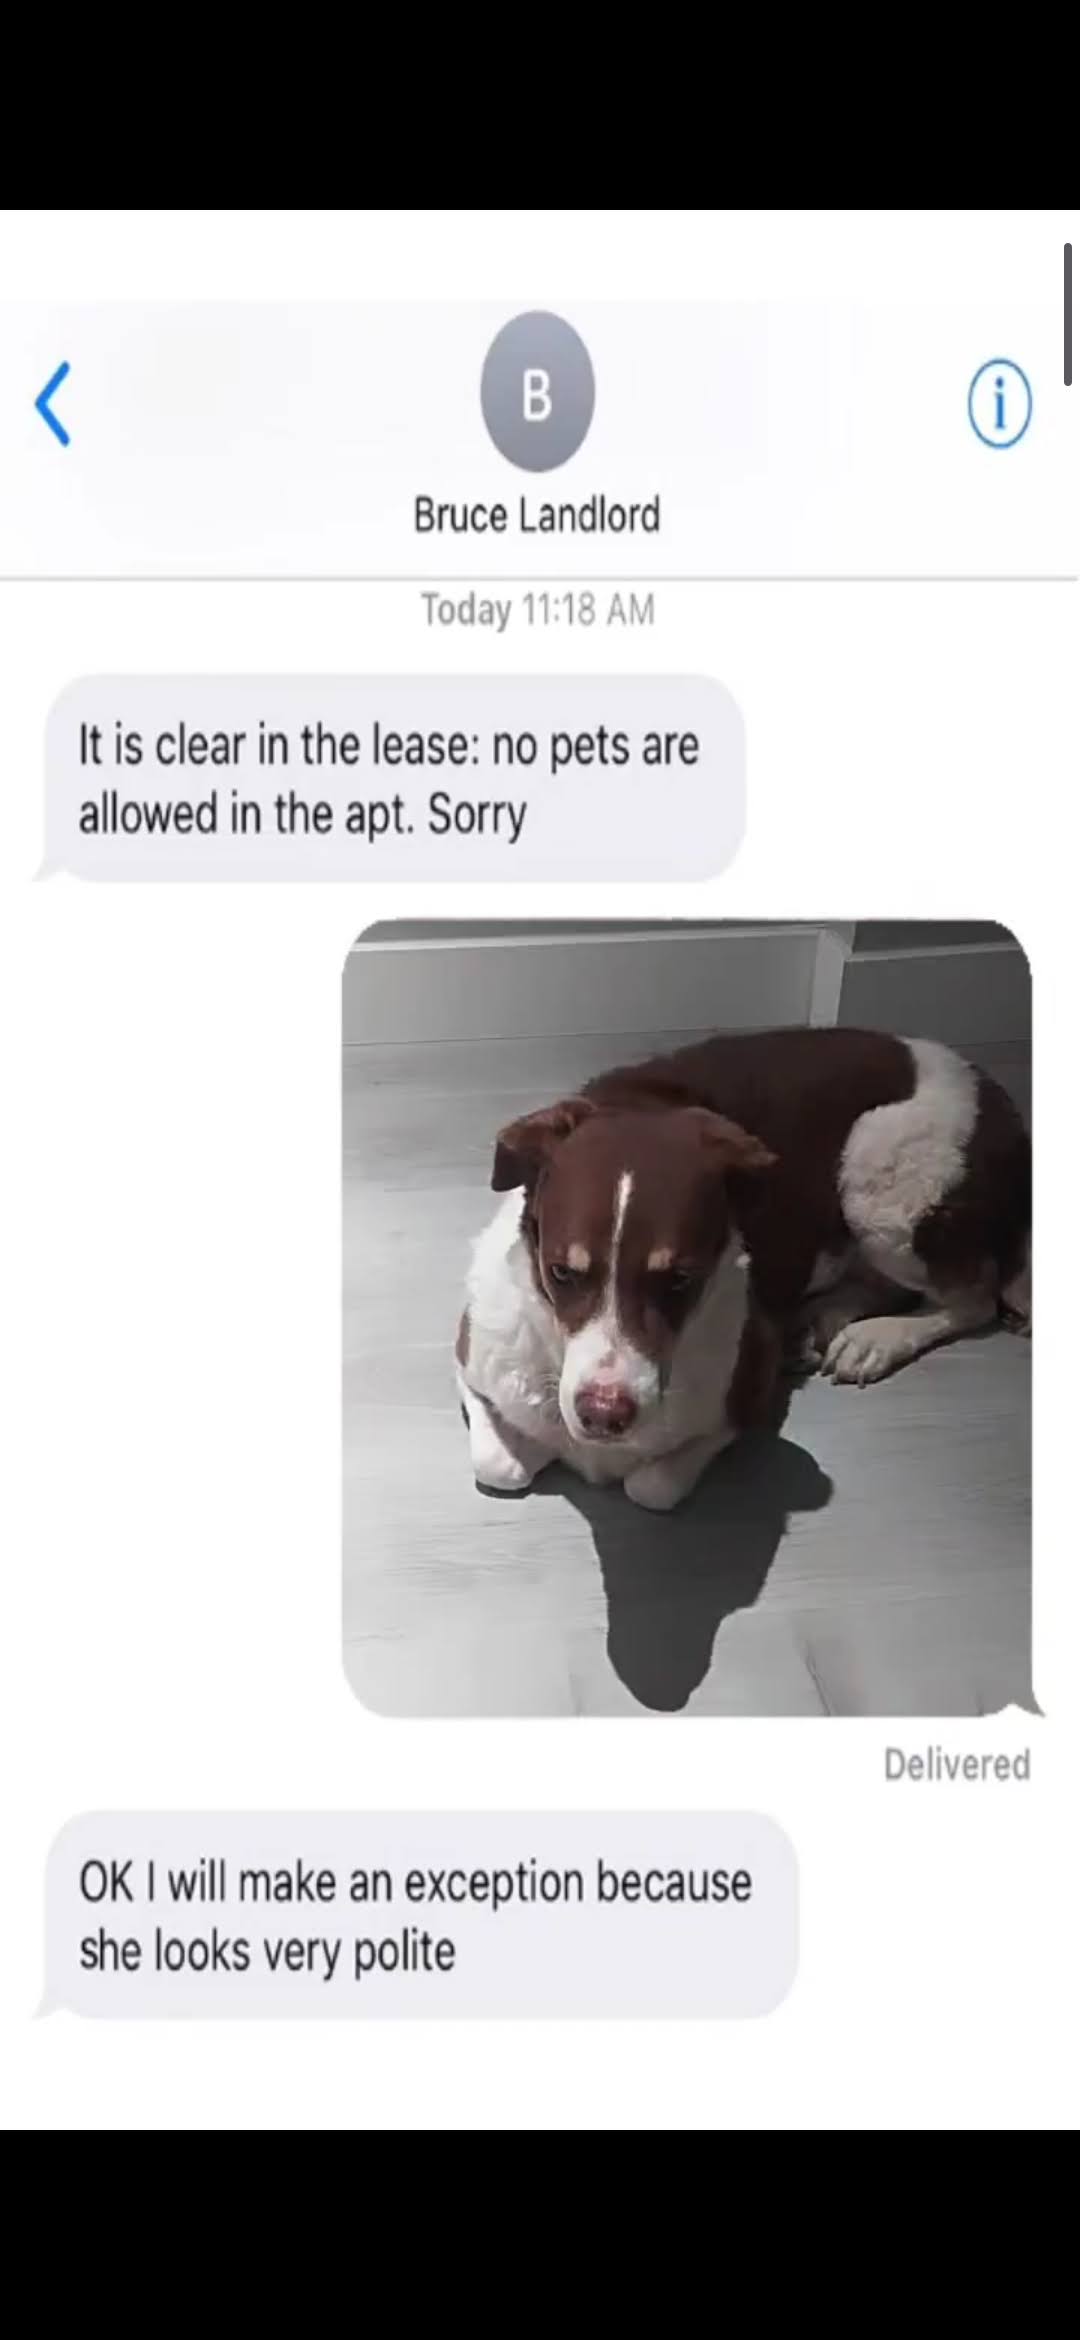 B
Bruce Landlord
Today 11:18 AM
It is clear in the lease: no pets are
allowed in the apt. Sorry
Delivered
OK I will make an exception because
she looks very polite